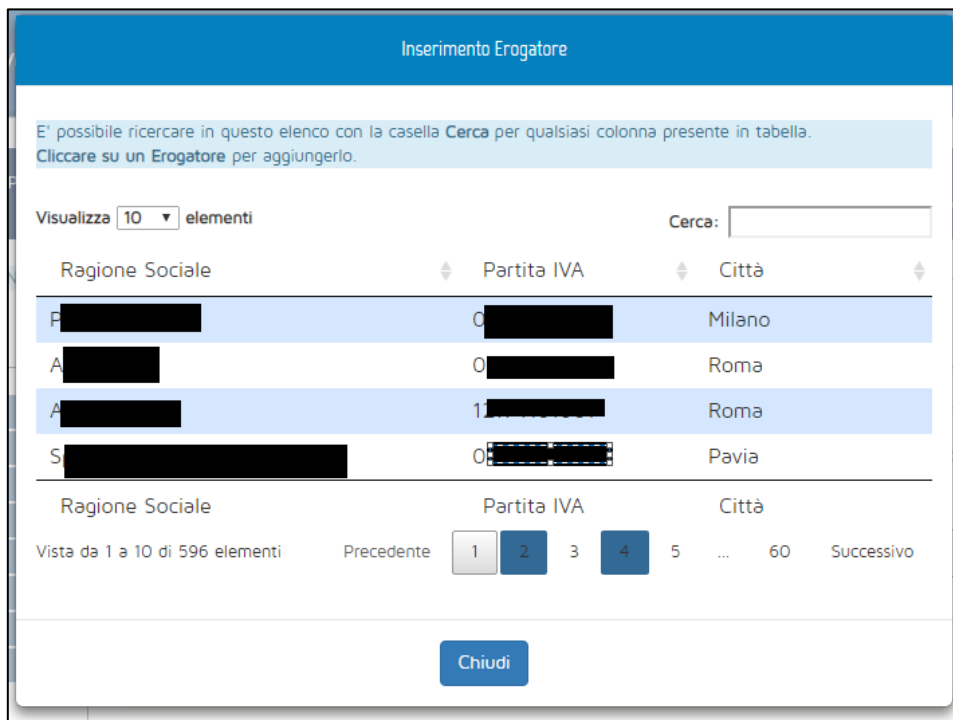 Inserimento Erogatore
E' possibile ricercare in questo elenco con la casella Cerca per qualsiasi colonna presente in tabella.
Cliccare su un Erogatore per aggiungerlo.
Visualizza 10 elementi Cerca:
Ragione Sociale Partita IVA Città
P 0 Milano
A 0 Roma
A Roma
S 0 Pavia
Ragione Sociale Partita IVA Città
Vista da 1 a 10 di 596 elementi Precedente 1 2 3 4 5 ... 60 Successivo
Chiudi